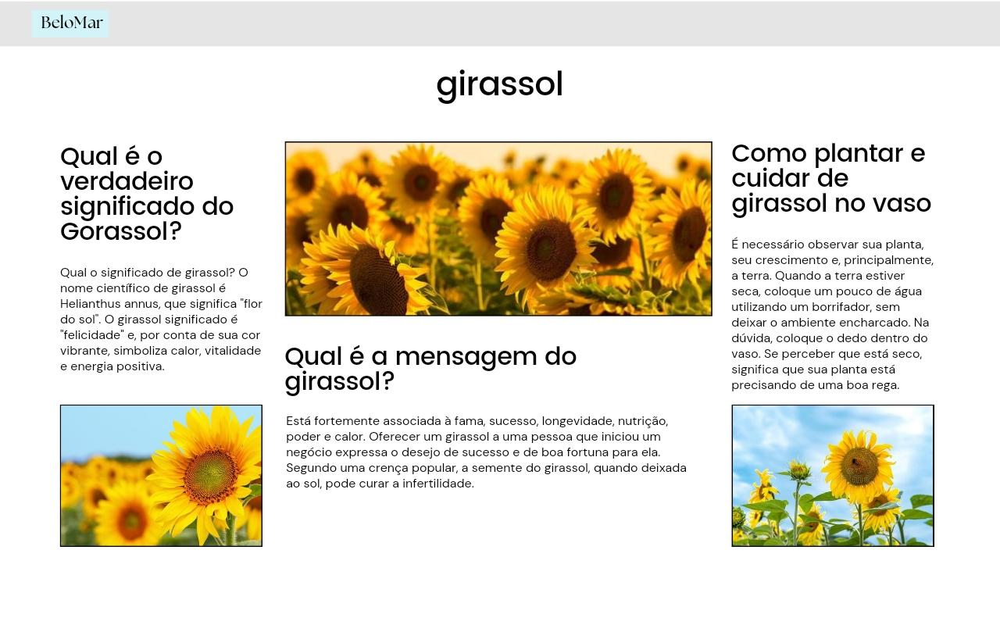 BeloMar
girassol
Qual é o
verdadeiro
significado do
Gorassol?
Qual o significado de girassol? O
nome científico de girassol é
Helianthus annus, que significa "flor
do sol". O girassol significado é
"felicidade" e, por conta de sua cor
vibrante, simboliza calor, vitalidade
e energia positiva.
Qual é a mensagem do
girassol?
Está fortemente associada à fama, sucesso, longevidade, nutrição,
poder e calor. Oferecer um girassol a uma pessoa que iniciou um
negócio expressa o desejo de sucesso e de boa fortuna para ela.
Segundo uma crença popular, a semente do girassol, quando deixada
ao sol, pode curar a infertilidade.
Como plantar e
cuidar de
girassol no vaso
É necessário observar sua planta,
seu crescimento e, principalmente,
a terra. Quando a terra estiver
seca, coloque um pouco de água
utilizando um borrifador, sem
deixar o ambiente encharcado. Na
dúvida, coloque o dedo dentro do
vaso. Se perceber que está seco,
significa que sua planta está
precisando de uma boa rega.